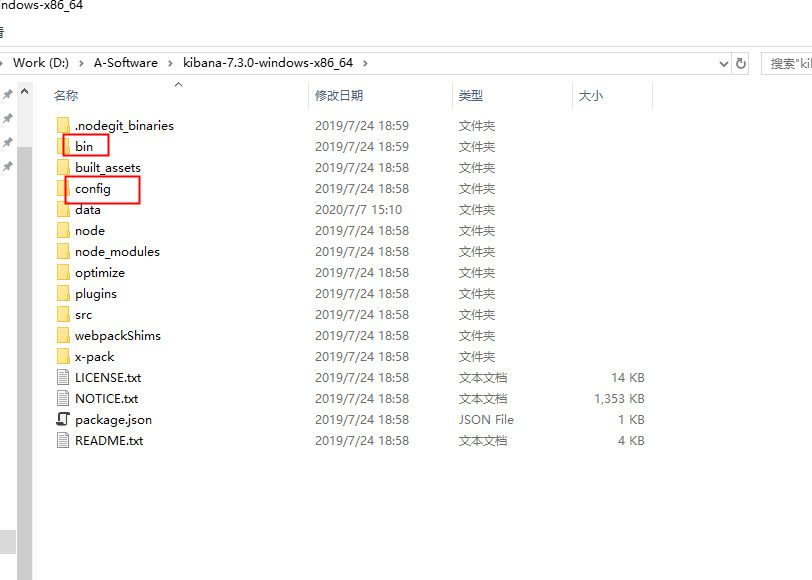 indows-x86_64
看
Work (D:) › A-Software › kibana-7.3.0-windows-x86_64 ›
搜索"ki
名称 修改日期 类型 大小
.nodegit_binaries 2019/7/24 18:59 文件夹
bin 2019/7/24 18:59 文件夹
built_assets 2019/7/24 18:58 文件夹
config 2019/7/24 18:58 文件夹
data 2020/7/7 15:10 文件夹
node 2019/7/24 18:58 文件夹
node_modules 2019/7/24 18:58 文件夹
optimize 2019/7/24 18:58 文件夹
plugins 2019/7/24 18:58 文件夹
src 2019/7/24 18:58 文件夹
webpackShims 2019/7/24 18:58 文件夹
x-pack 2019/7/24 18:58 文件夹
LICENSE.txt 2019/7/24 18:58 文本文档 14 KB
NOTICE.txt 2019/7/24 18:58 文本文档 1,353 KB
package.json 2019/7/24 18:58 JSON File 1 KB
README.txt 2019/7/24 18:58 文本文档 4 KB